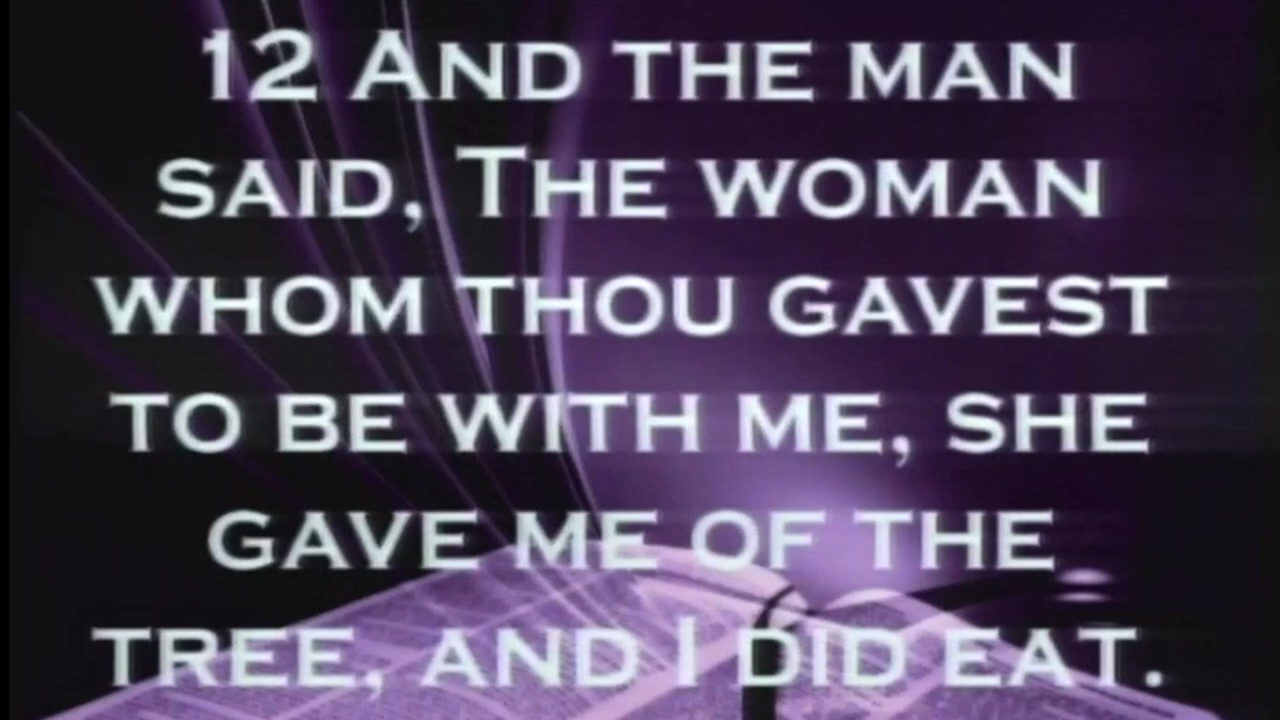 12 AND THE MAN
SAID, THE WOMAN
WHOM THOU GAVEST
TO BE WITH ME, SHE
GAVE ME OF THE
TREE, AND I DID EAT.